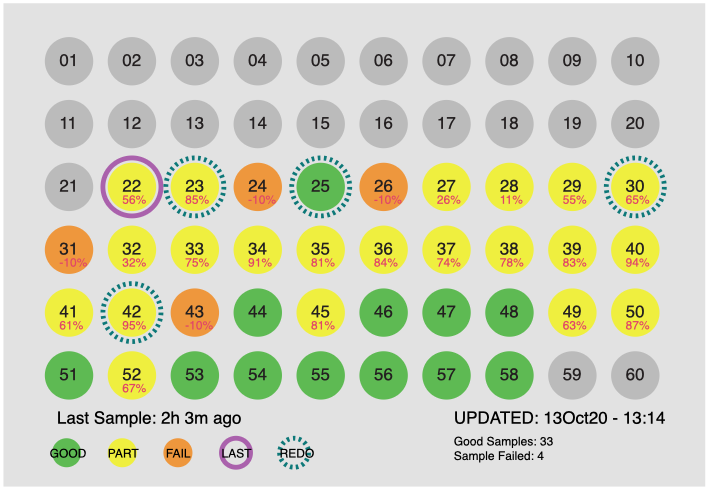 01 02 03 04 05 06 07 08 09 10
11 12 13 14 15 16 17 18 19 20
21 22 23 24 25 26 27 28 29 30
56% 85% -10% -10% 26% 11% 55% 65%
31 32 33 34 35 36 37 38 39 40
-10% 32% 75% 91% 81% 84% 74% 78% 83% 94%
41 42 43 44 45 46 47 48 49 50
61% 95% -10% 81% 63% 87%
51 52 53 54 55 56 57 58 59 60
67%
Last Sample: 2h 3m ago
UPDATED: 13Oct20 - 13:14
GOOD PART FAIL LAST REDO
Good Samples: 33
Sample Failed: 4